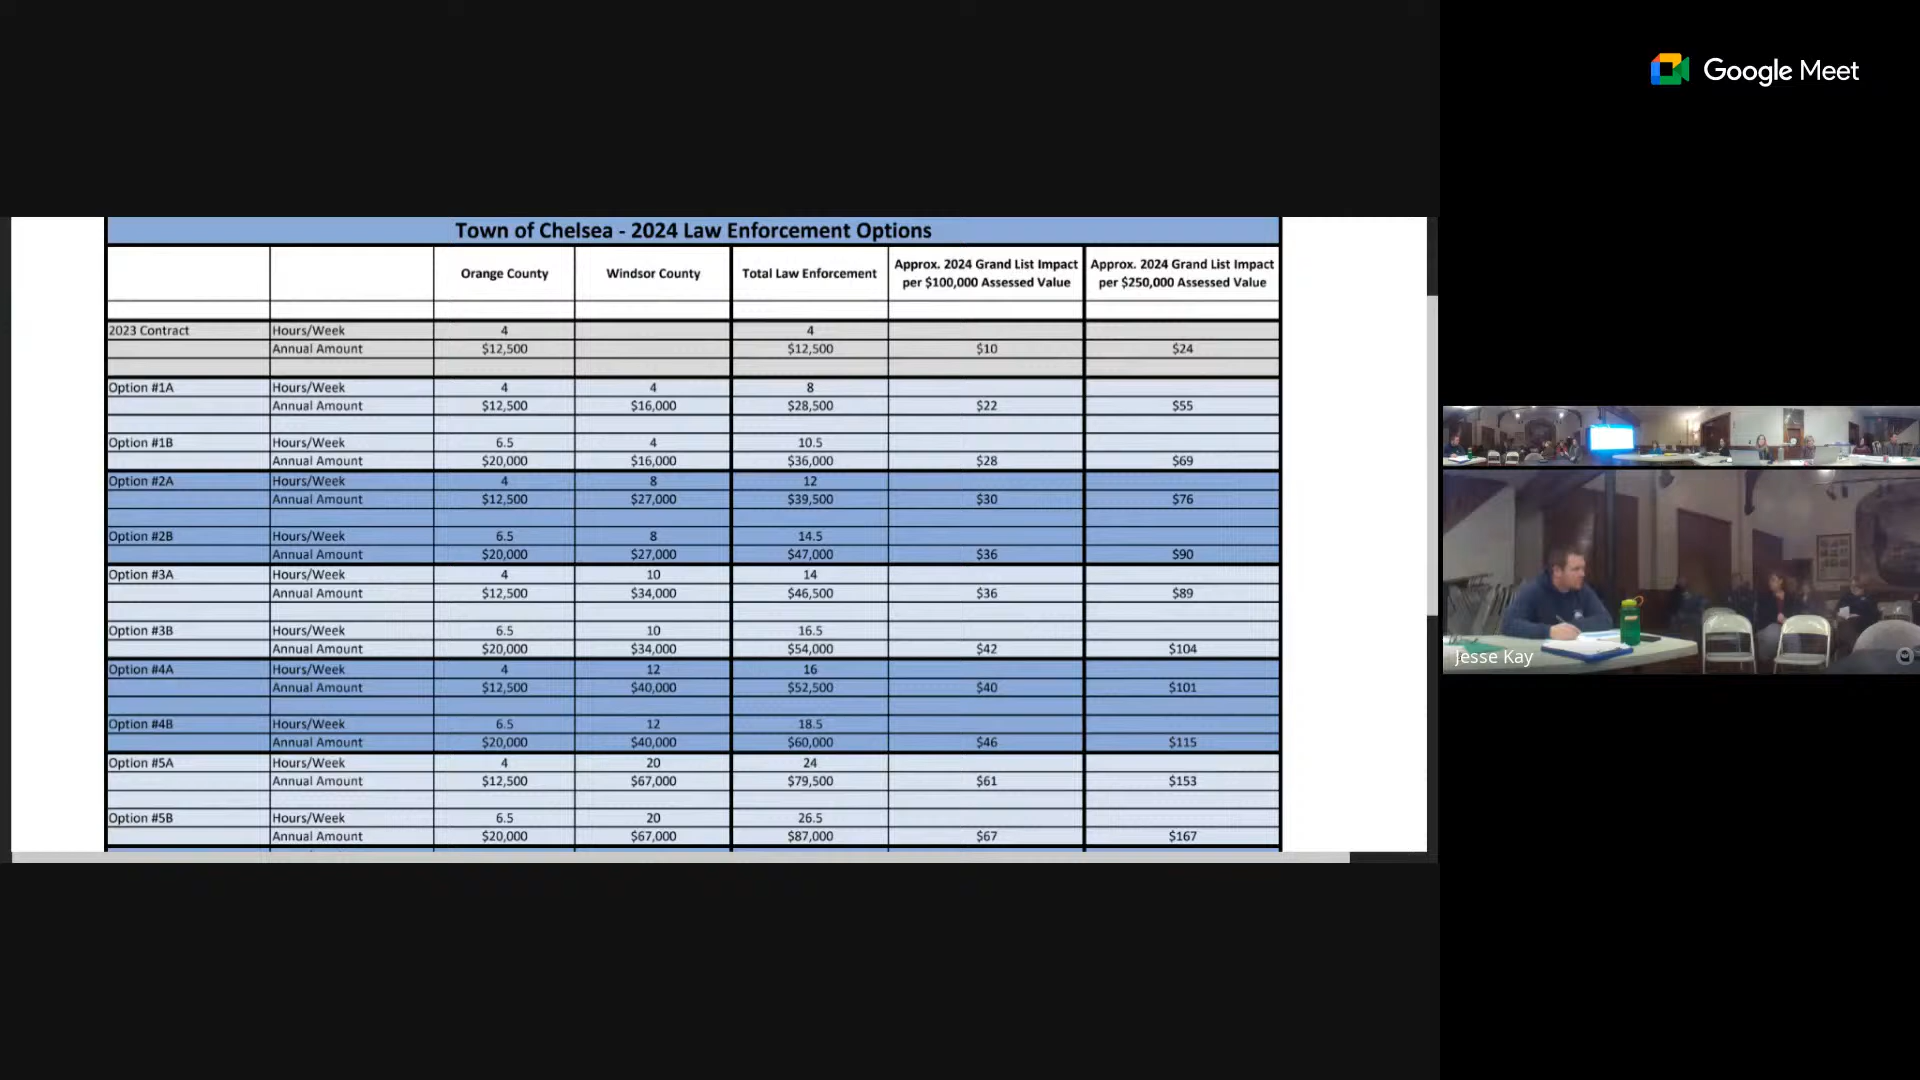 Google Meet
Town of Chelsea - 2024 Law Enforcement Options
Orange County Windsor County Total Law Enforcement Approx. 2024 Grand List Impact per $100,000 Assessed Value Approx. 2024 Grand List Impact per $250,000 Assessed Value
2023 Contract Hours/Week 4 4
Annual Amount $12,500 $12,500 $10 $24
Option #1A Hours/Week 4 4 8
Annual Amount $12,500 $16,000 $28,500 $22 $55
Option #1B Hours/Week 6.5 4 10.5
Annual Amount $20,000 $16,000 $36,000 $28 $69
Option #2A Hours/Week 4 8 12
Annual Amount $12,500 $27,000 $39,500 $30 $76
Option #2B Hours/Week 6.5 8 14.5
Annual Amount $20,000 $27,000 $47,000 $36 $90
Option #3A Hours/Week 4 10 14
Annual Amount $12,500 $34,000 $46,500 $36 $89
Option #3B Hours/Week 6.5 10 16.5
Annual Amount $20,000 $34,000 $54,000 $42 $104
Option #4A Hours/Week 4 12 16
Annual Amount $12,500 $40,000 $52,500 $40 $101
Option #4B Hours/Week 6.5 12 18.5
Annual Amount $20,000 $40,000 $60,000 $46 $115
Option #5A Hours/Week 4 20 24
Annual Amount $12,500 $67,000 $79,500 $61 $153
Option #5B Hours/Week 6.5 20 26.5
Annual Amount $20,000 $67,000 $87,000 $67 $167
Jesse Kay